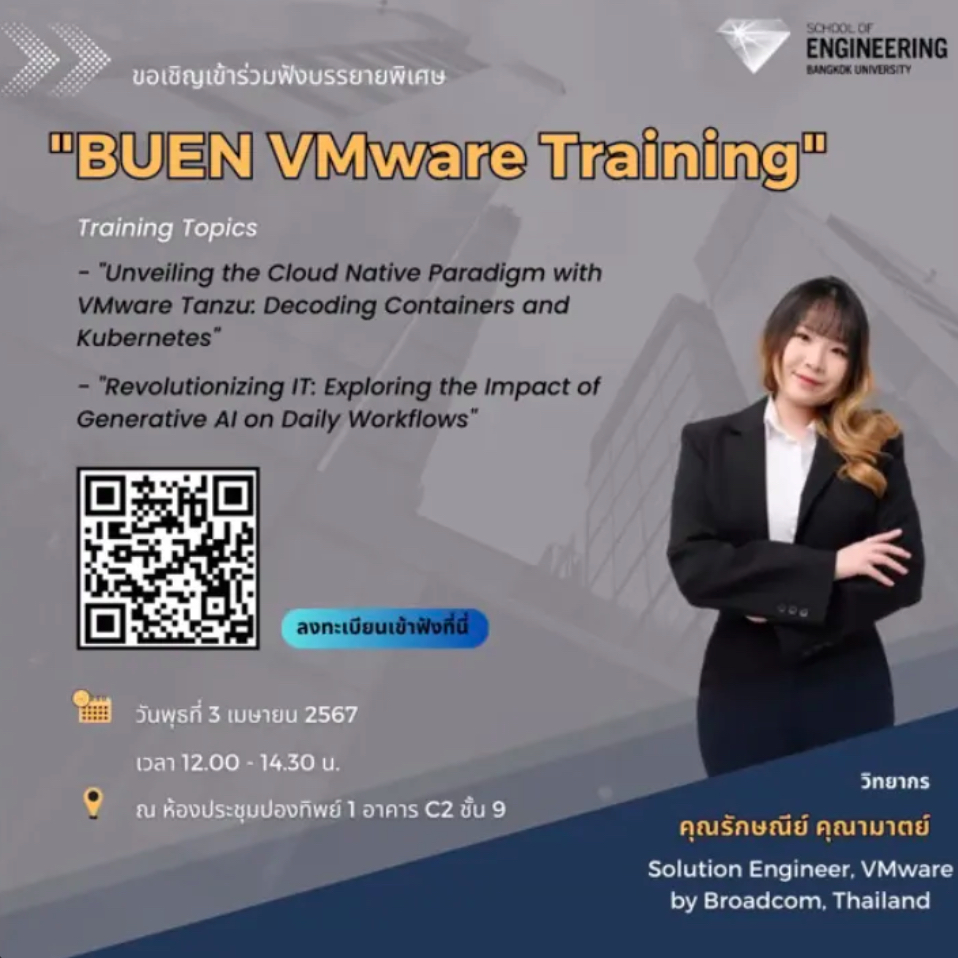 SCHOOL OF
ENGINEERING
BANGKOK UNIVERSITY
ขอเชิญเข้าร่วมฟังบรรยายพิเศษ
"BUEN VMware Training"
Training Topics
- "Unveiling the Cloud Native Paradigm with
VMware Tanzu: Decoding Containers and
Kubernetes"
- "Revolutionizing IT: Exploring the Impact of
Generative AI on Daily Workflows"
ลงทะเบียนเข้าฟังที่นี่
วันพุธที่ 3 เมษายน 2567
เวลา 12.00 - 14.30 น.
ณ ห้องประชุมปองทิพย์ 1 อาคาร C2 ชั้น 9
วิทยากร
คุณรักษณีย์ คุณามาตย์
Solution Engineer, VMware
by Broadcom, Thailand